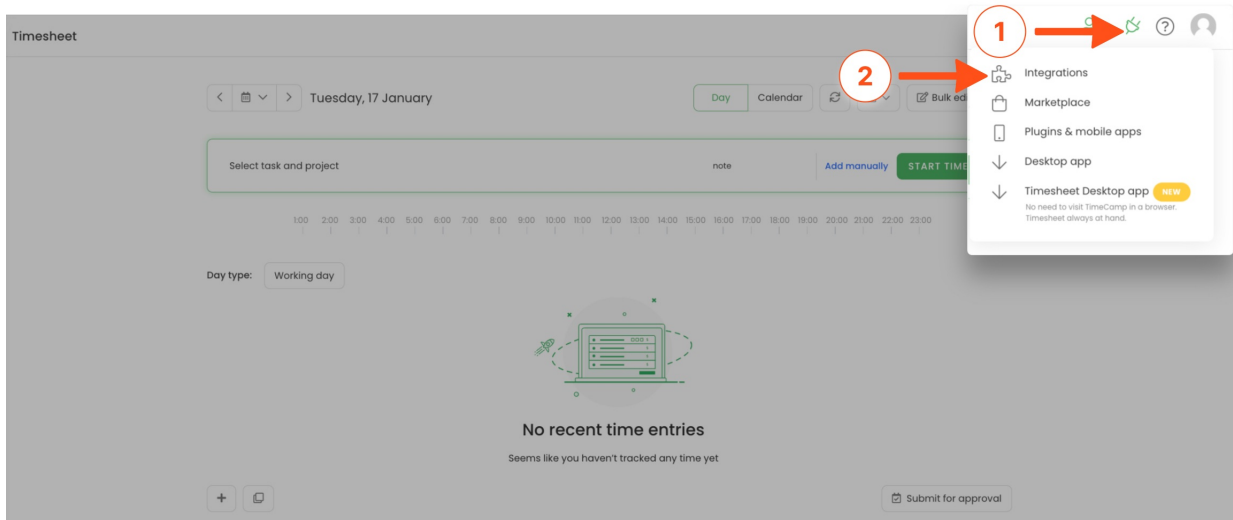 1
Timesheet
2
Integrations
Tuesday, 17 January
Day
Calendar
Bulk edi
Marketplace
Plugins & mobile apps
Select task and project
note
Add manually
START TIME
Desktop app
Timesheet Desktop app NEW
No need to visit TimeCamp in a browser.
Timesheet always at hand.
1:00 2:00 3:00 4:00 5:00 6:00 7:00 8:00 9:00 10:00 11:00 12:00 13:00 14:00 15:00 16:00 17:00 18:00 19:00 20:00 21:00 22:00 23:00
Day type:
Working day
No recent time entries
Seems like you haven't tracked any time yet
Submit for approval